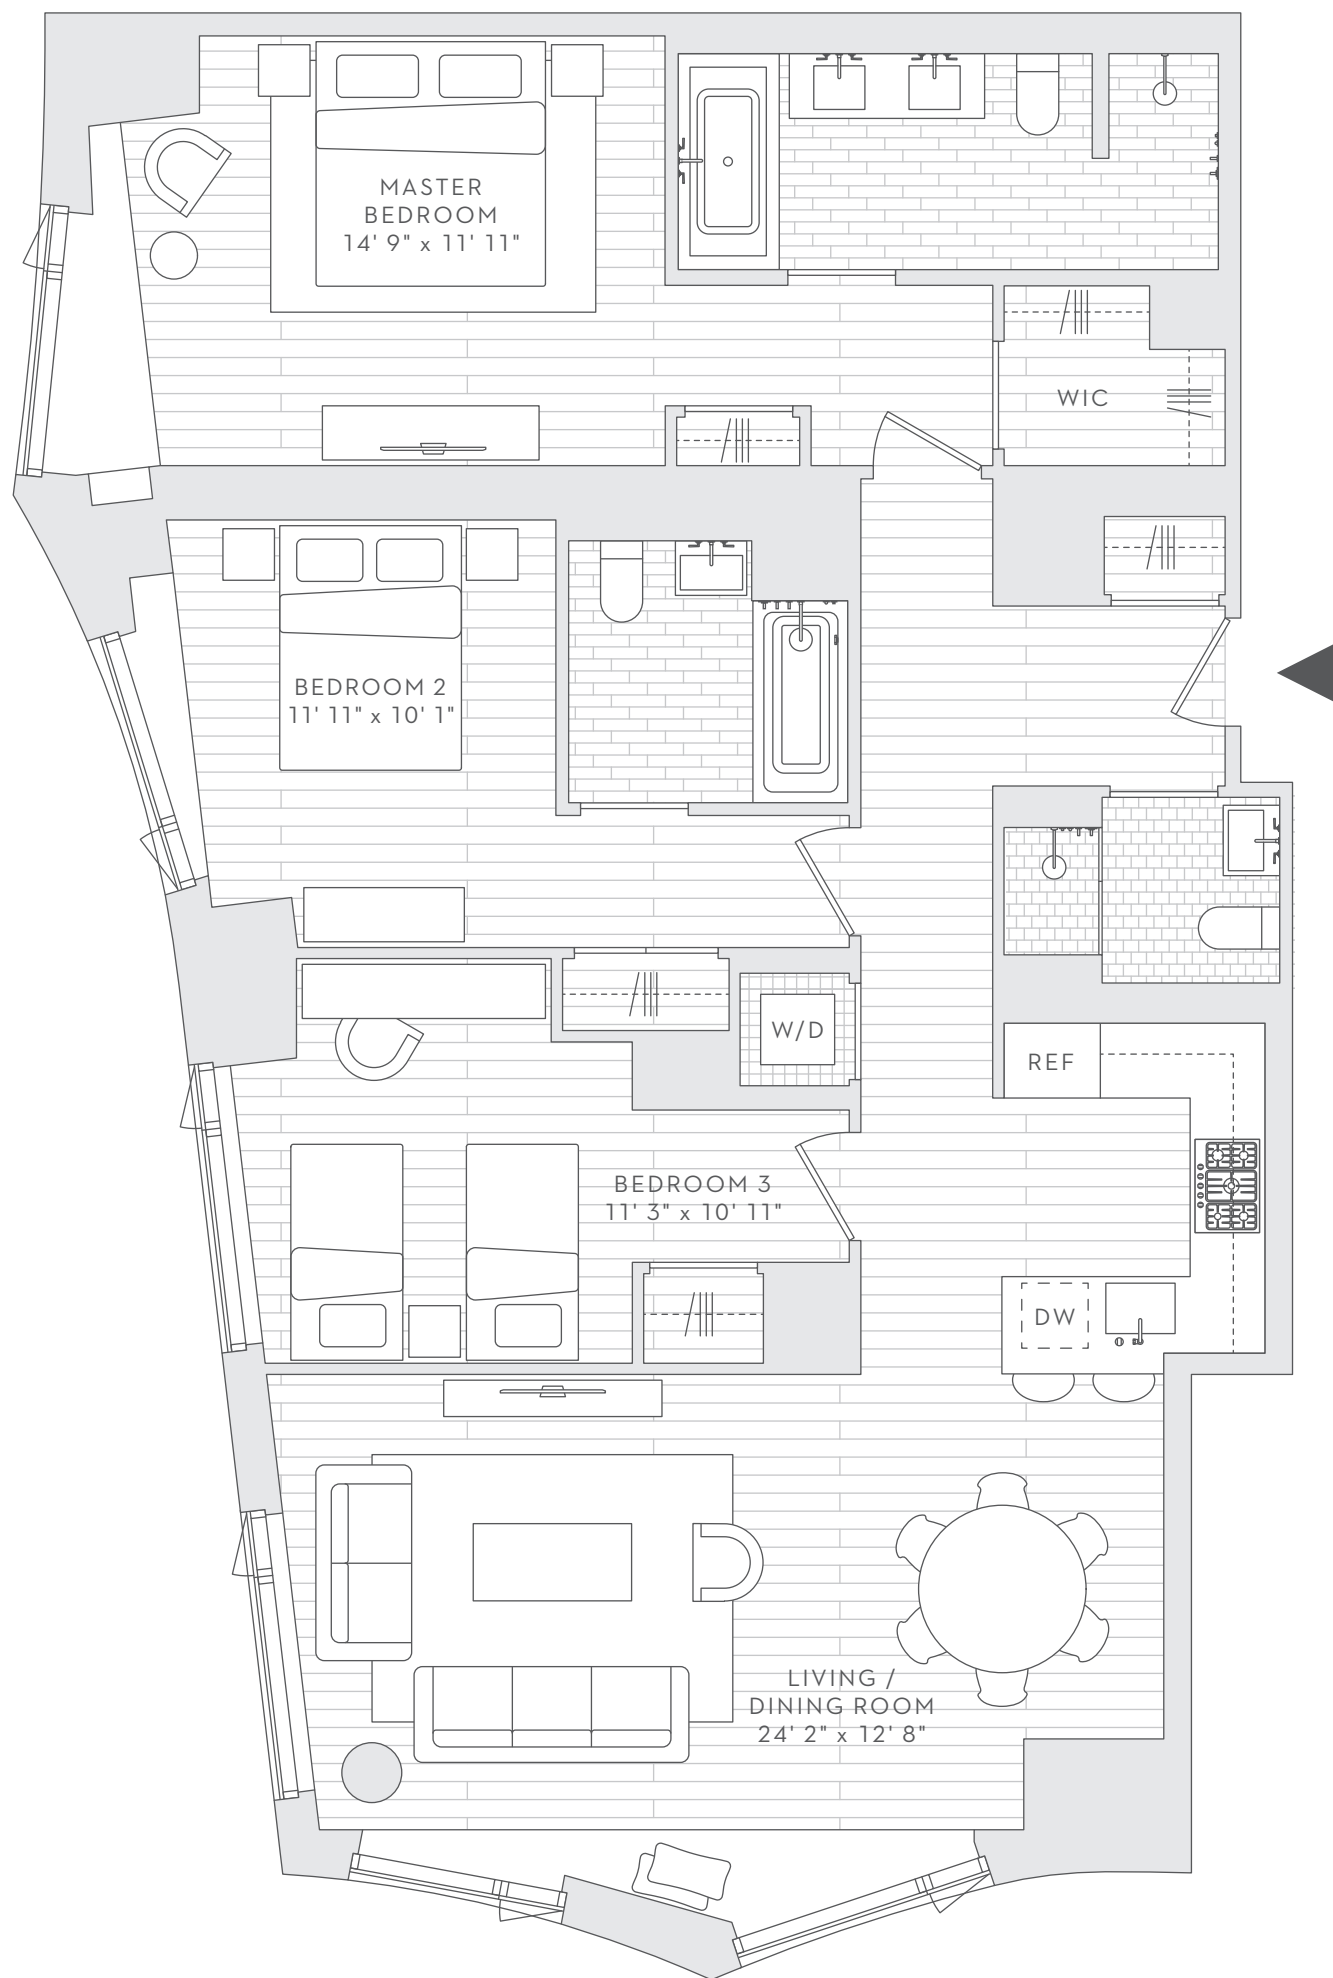 MASTER
BEDROOM
14' 9" x 11' 11"
WIC
BEDROOM 2
11' 11" x 10' 1"
W/D
REF
BEDROOM 3
11' 3" x 10' 11"
DW
LIVING /
DINING ROOM
24' 2" x 12' 8"